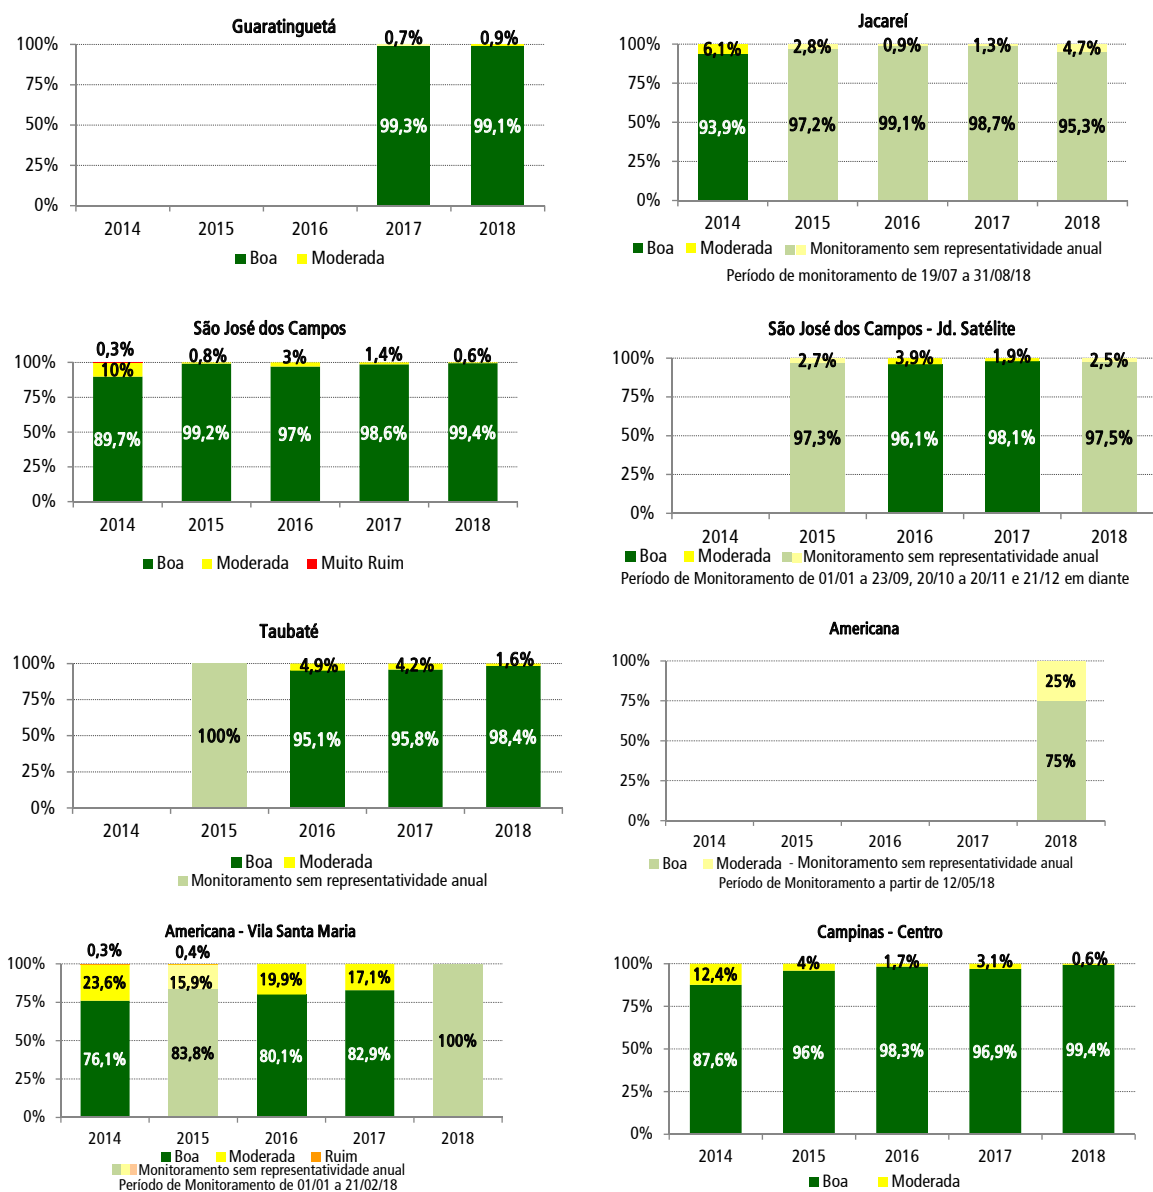 Guaratinguetá
100%
75%
50%
25%
0%
0,7%
0,9%
99,3%
99,1%
2014 2015 2016 2017 2018
Boa Moderada
Jacareí
100%
75%
50%
25%
0%
6,1% 2,8% 0,9% 1,3% 4,7%
93,9% 97,2% 99,1% 98,7% 95,3%
2014 2015 2016 2017 2018
Boa Moderada Monitoramento sem representatividade anual
Período de monitoramento de 19/07 a 31/08/18
São José dos Campos
100%
75%
50%
25%
0%
0,3%
10% 0,8% 3% 1,4% 0,6%
89,7% 99,2% 97% 98,6% 99,4%
2014 2015 2016 2017 2018
Boa Moderada Muito Ruim
São José dos Campos - Jd. Satélite
100%
75%
50%
25%
0%
2,7% 3,9% 1,9% 2,5%
97,3% 96,1% 98,1% 97,5%
2014 2015 2016 2017 2018
Boa Moderada Monitoramento sem representatividade anual
Período de Monitoramento de 01/01 a 23/09, 20/10 a 20/11 e 21/12 em diante
Taubaté
100%
75%
50%
25%
0%
4,9% 4,2% 1,6%
100% 95,1% 95,8% 98,4%
2014 2015 2016 2017 2018
Boa Moderada
Monitoramento sem representatividade anual
Americana
100%
75%
50%
25%
0%
25%
75%
2014 2015 2016 2017 2018
Boa Moderada - Monitoramento sem representatividade anual
Período de Monitoramento a partir de 12/05/18
Americana - Vila Santa Maria
100%
75%
50%
25%
0%
0,3% 0,4%
23,6% 15,9% 19,9% 17,1%
76,1% 83,8% 80,1% 82,9% 100%
2014 2015 2016 2017 2018
Boa Moderada Ruim
Monitoramento sem representatividade anual
Período de Monitoramento de 01/01 a 21/02/18
Campinas - Centro
100%
75%
50%
25%
0%
12,4% 4% 1,7% 3,1% 0,6%
87,6% 96% 98,3% 96,9% 99,4%
2014 2015 2016 2017 2018
Boa Moderada